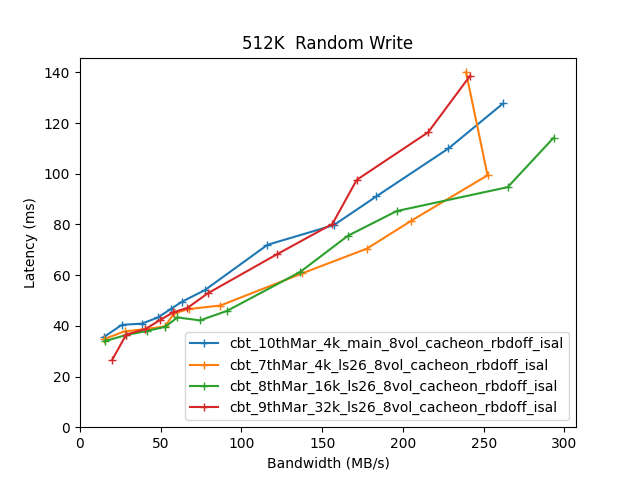 512K  Random Write
Latency (ms)
140
120
100
80
60
40
20
0
0 50 100 150 200 250 300
Bandwidth (MB/s)
cbt_10thMar_4k_main_8vol_cacheon_rbdoff_isal
cbt_7thMar_4k_ls26_8vol_cacheon_rbdoff_isal
cbt_8thMar_16k_ls26_8vol_cacheon_rbdoff_isal
cbt_9thMar_32k_ls26_8vol_cacheon_rbdoff_isal